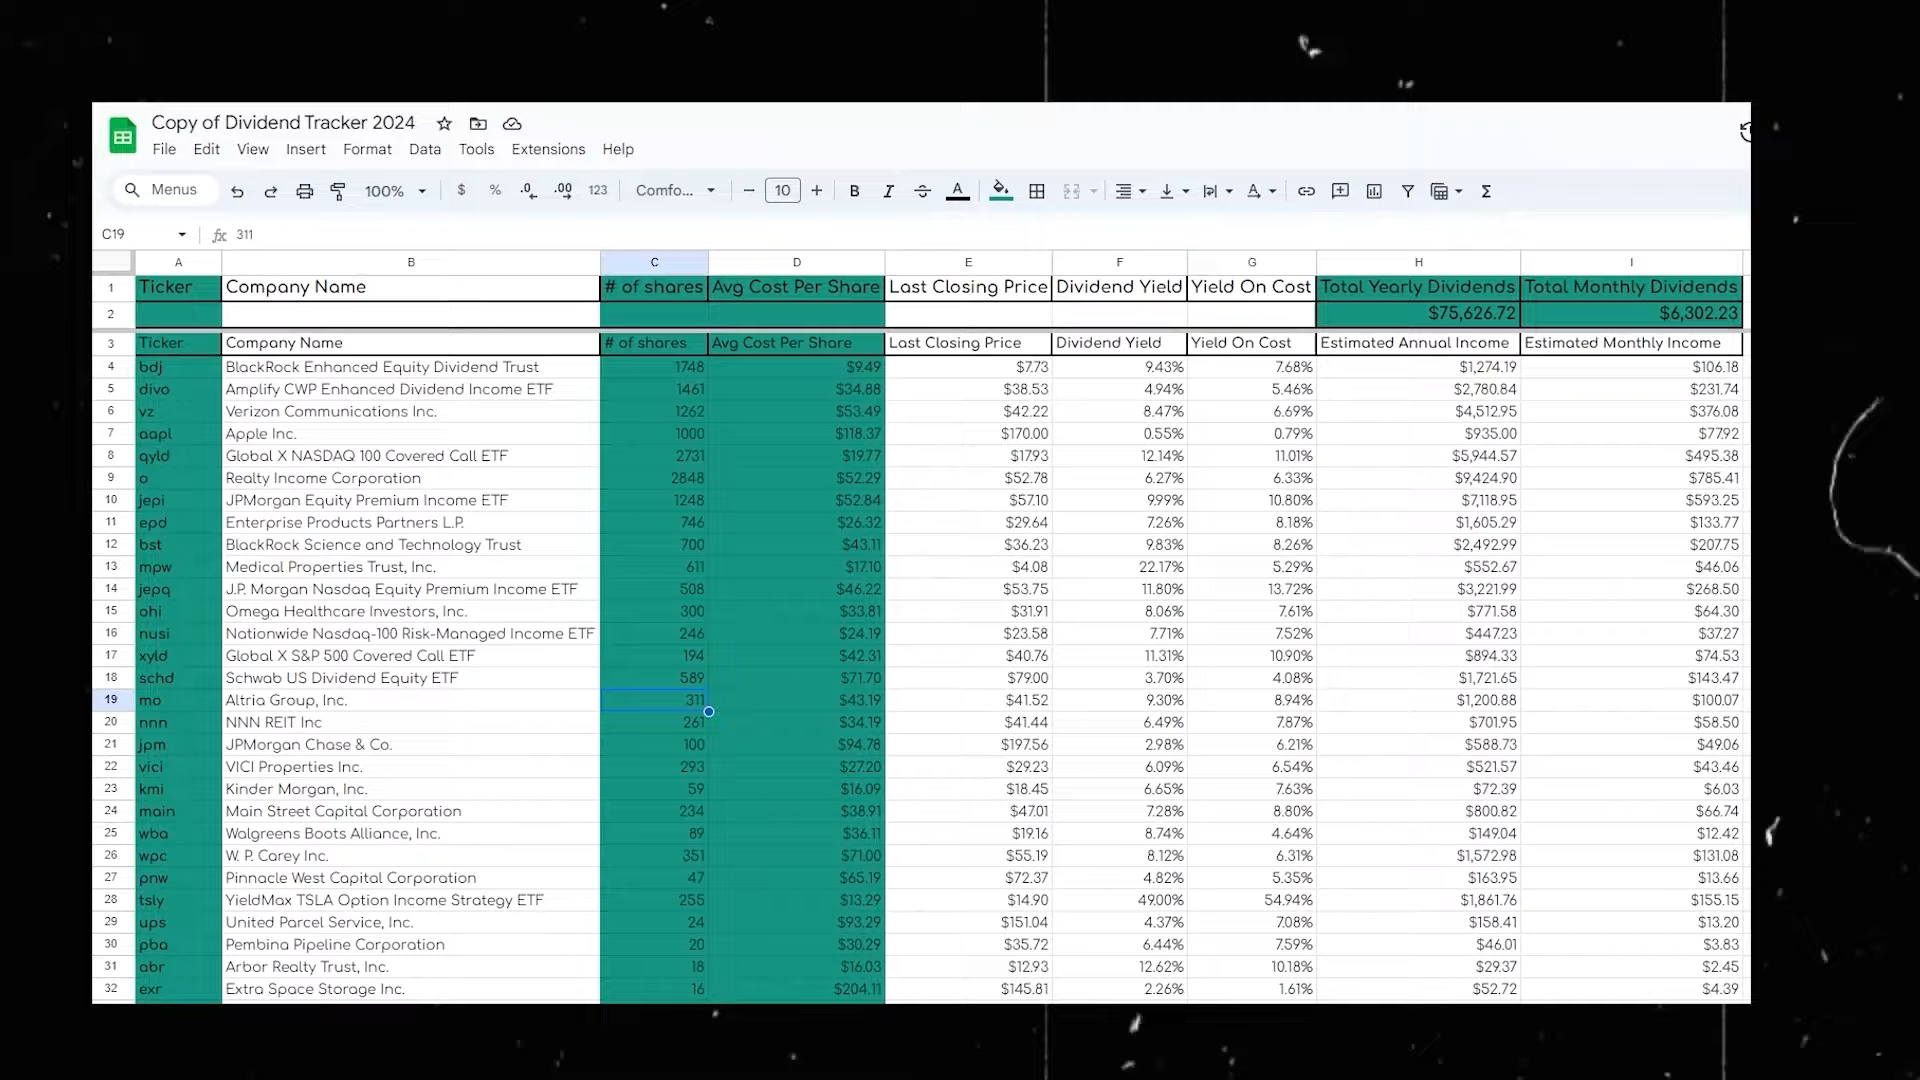 Copy of Dividend Tracker 2024
File Edit View Insert Format Data Tools Extensions Help
Menus 100% $ % .0 .00 123 Comfo... 10 B I A Σ
C19 fx 311
A B C D E F G H I
1 Ticker Company Name # of shares Avg Cost Per Share Last Closing Price Dividend Yield Yield On Cost Total Yearly Dividends Total Monthly Dividends
2 $75,626.72 $6,302.23
3 Ticker Company Name # of shares Avg Cost Per Share Last Closing Price Dividend Yield Yield On Cost Estimated Annual Income Estimated Monthly Income
4 bdj BlackRock Enhanced Equity Dividend Trust 1748 $9.49 $7.73 9.43% 7.68% $1,274.19 $106.18
5 divo Amplify CWP Enhanced Dividend Income ETF 1461 $34.88 $38.53 4.94% 5.46% $2,780.84 $231.74
6 vz Verizon Communications Inc. 1262 $53.49 $42.22 8.47% 6.69% $4,512.95 $376.08
7 aapl Apple Inc. 1000 $118.37 $170.00 0.55% 0.79% $935.00 $77.92
8 qyld Global X NASDAQ 100 Covered Call ETF 2731 $19.77 $17.93 12.14% 11.01% $5,944.57 $495.38
9 o Realty Income Corporation 2848 $52.29 $52.78 6.27% 6.33% $9,424.90 $785.41
10 jepi JPMorgan Equity Premium Income ETF 1248 $52.84 $57.10 9.99% 10.80% $7,118.95 $593.25
11 epd Enterprise Products Partners L.P. 746 $26.32 $29.64 7.26% 8.18% $1,605.29 $133.77
12 bst BlackRock Science and Technology Trust 700 $43.11 $36.23 9.83% 8.26% $2,492.99 $207.75
13 mpw Medical Properties Trust, Inc. 611 $17.10 $4.08 22.17% 5.29% $552.67 $46.06
14 jepq J.P. Morgan Nasdaq Equity Premium Income ETF 508 $46.22 $53.75 11.80% 13.72% $3,221.99 $268.50
15 ohi Omega Healthcare Investors, Inc. 300 $33.81 $31.91 8.06% 7.61% $771.58 $64.30
16 nusi Nationwide Nasdaq-100 Risk-Managed Income ETF 246 $24.19 $23.58 7.71% 7.52% $447.23 $37.27
17 xyld Global X S&P 500 Covered Call ETF 194 $42.31 $40.76 11.31% 10.90% $894.33 $74.53
18 schd Schwab US Dividend Equity ETF 589 $71.70 $79.00 3.70% 4.08% $1,721.65 $143.47
19 mo Altria Group, Inc. 311 $43.19 $41.52 9.30% 8.94% $1,200.88 $100.07
20 nnn NNN REIT Inc 261 $34.19 $41.44 6.49% 7.87% $701.95 $58.50
21 jpm JPMorgan Chase & Co. 100 $94.78 $197.56 2.98% 6.21% $588.73 $49.06
22 vici VICI Properties Inc. 293 $27.20 $29.23 6.09% 6.54% $521.57 $43.46
23 kmi Kinder Morgan, Inc. 59 $16.09 $18.45 6.65% 7.63% $72.39 $6.03
24 main Main Street Capital Corporation 234 $38.91 $47.01 7.28% 8.80% $800.82 $66.74
25 wba Walgreens Boots Alliance, Inc. 89 $36.11 $19.16 8.74% 4.64% $149.04 $12.42
26 wpc W. P. Carey Inc. 351 $71.00 $55.19 8.12% 6.31% $1,572.98 $131.08
27 pnw Pinnacle West Capital Corporation 47 $65.19 $72.37 4.82% 5.35% $163.95 $13.66
28 tsly YieldMax TSLA Option Income Strategy ETF 255 $13.29 $14.90 49.00% 54.94% $1,861.76 $155.15
29 ups United Parcel Service, Inc. 24 $93.29 $151.04 4.37% 7.08% $158.41 $13.20
30 pba Pembina Pipeline Corporation 20 $30.29 $35.72 6.44% 7.59% $46.01 $3.83
31 abr Arbor Realty Trust, Inc. 18 $16.03 $12.93 12.62% 10.18% $29.37 $2.45
32 exr Extra Space Storage Inc. 16 $204.11 $145.81 2.26% 1.61% $52.72 $4.39